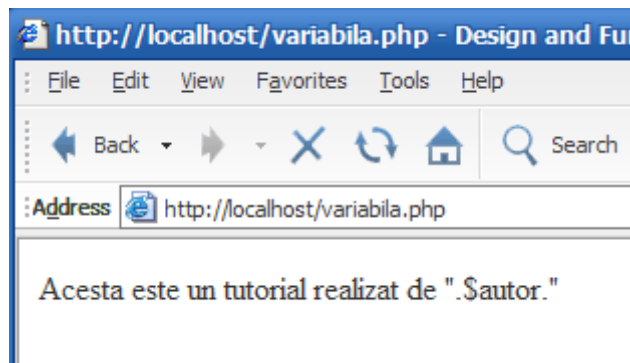 http://localhost/variabila.php - Design and Fu
File Edit View Favorites Tools Help
Back Search
Address http://localhost/variabila.php
Acesta este un tutorial realizat de ".$autor."